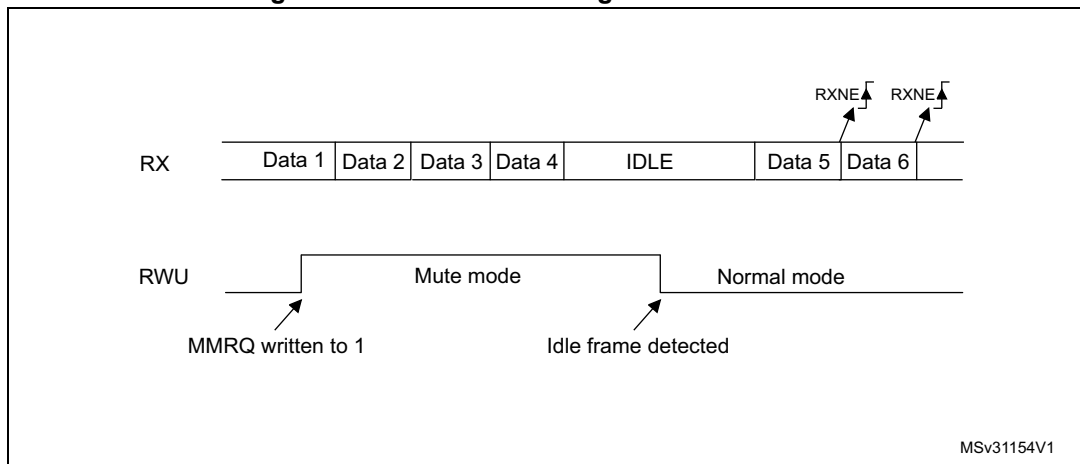 RXNE RXNE
RX Data 1 Data 2 Data 3 Data 4 IDLE Data 5 Data 6
RWU Mute mode Normal mode
MMRQ written to 1 Idle frame detected
MSv31154V1